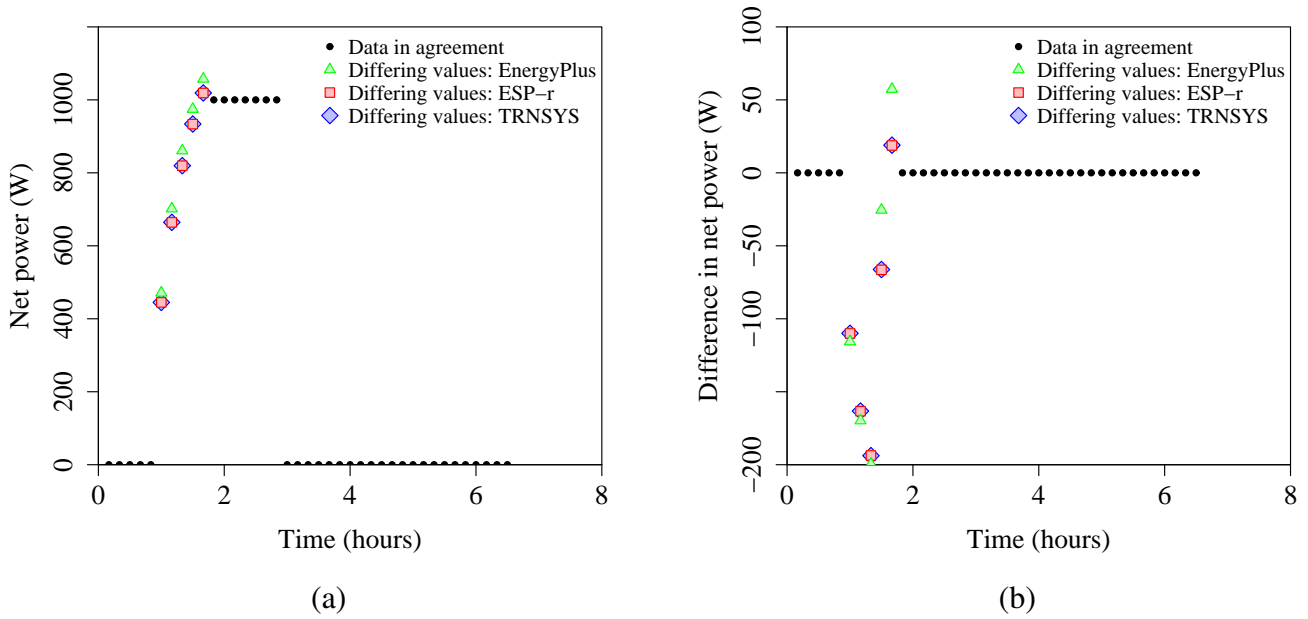 Net power (W)
1000
800
600
400
200
0
Data in agreement
Differing values: EnergyPlus
Differing values: ESP−r
Differing values: TRNSYS
0 2 4 6 8
Time (hours)
(a)
Difference in net power (W)
100
50
0
−50
−100
−200
Data in agreement
Differing values: EnergyPlus
Differing values: ESP−r
Differing values: TRNSYS
0 2 4 6 8
Time (hours)
(b)